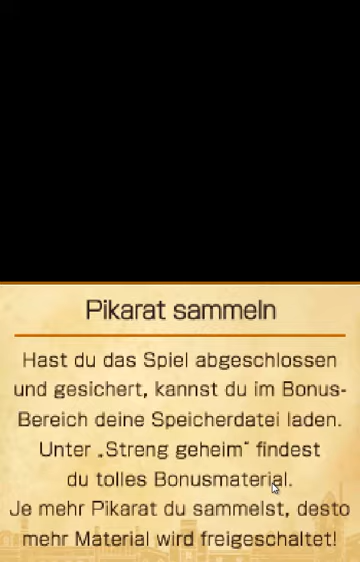 Pikarat sammeln
Hast du das Spiel abgeschlossen
und gesichert, kannst du im Bonus-
Bereich deine Speicherdatei laden.
Unter „Streng geheim“ findest
du tolles Bonusmaterial.
Je mehr Pikarat du sammelst, desto
mehr Material wird freigeschaltet!